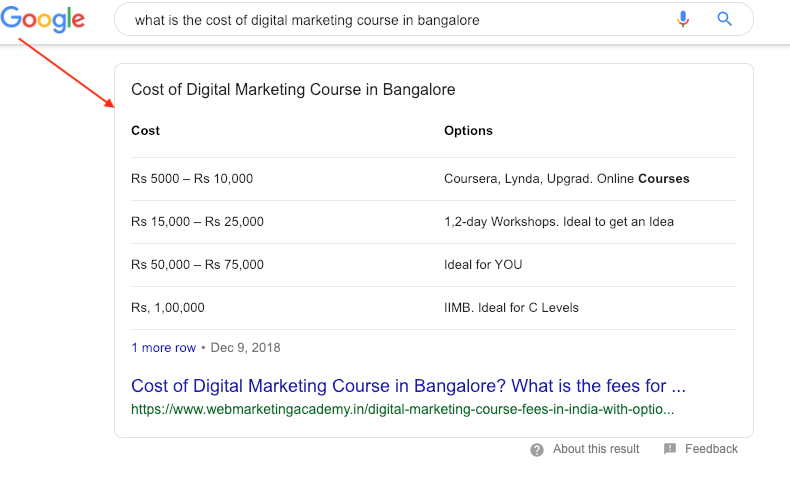 Google
what is the cost of digital marketing course in bangalore
Cost of Digital Marketing Course in Bangalore
Cost Options
Rs 5000 – Rs 10,000 Coursera, Lynda, Upgrad. Online Courses
Rs 15,000 – Rs 25,000 1,2-day Workshops. Ideal to get an Idea
Rs 50,000 – Rs 75,000 Ideal for YOU
Rs, 1,00,000 IIMB. Ideal for C Levels
1 more row • Dec 9, 2018
Cost of Digital Marketing Course in Bangalore? What is the fees for ...
https://www.webmarketingacademy.in/digital-marketing-course-fees-in-india-with-optio...
About this result Feedback